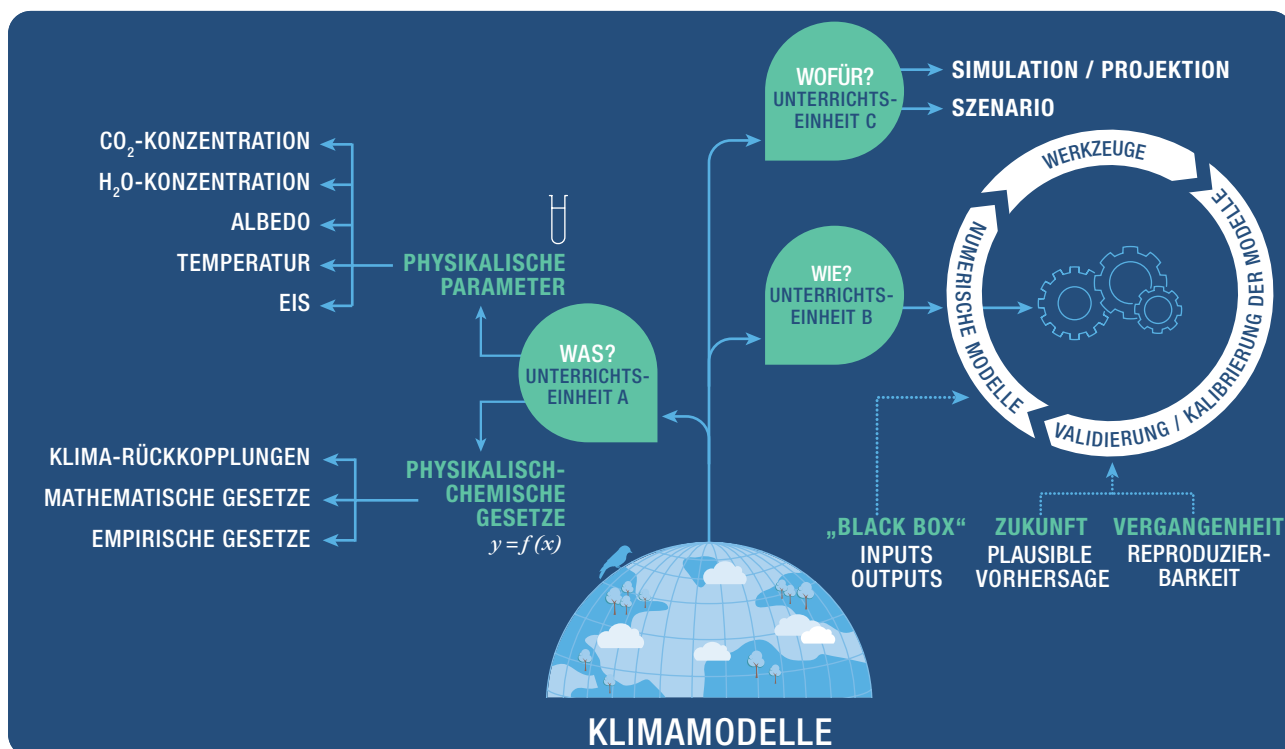 WOFÜR?
UNTERRICHTS-
EINHEIT C
SIMULATION / PROJEKTION
SZENARIO
CO₂-KONZENTRATION
H₂O-KONZENTRATION
ALBEDO
TEMPERATUR
EIS
PHYSIKALISCHE
PARAMETER
WAS?
UNTERRICHTS-
EINHEIT A
KLIMA-RÜCKKOPPLUNGEN
MATHEMATISCHE GESETZE
EMPIRISCHE GESETZE
PHYSIKALISCH-
CHEMISCHE
GESETZE
y = f (x)
WIE?
UNTERRICHTS-
EINHEIT B
WERKZEUGE
NUMERISCHE MODELLE
VALIDIERUNG / KALIBRIERUNG DER MODELLE
„BLACK BOX“
INPUTS
OUTPUTS
ZUKUNFT
PLAUSIBLE
VORHERSAGE
VERGANGENHEIT
REPRODUZIER-
BARKEIT
KLIMAMODELLE